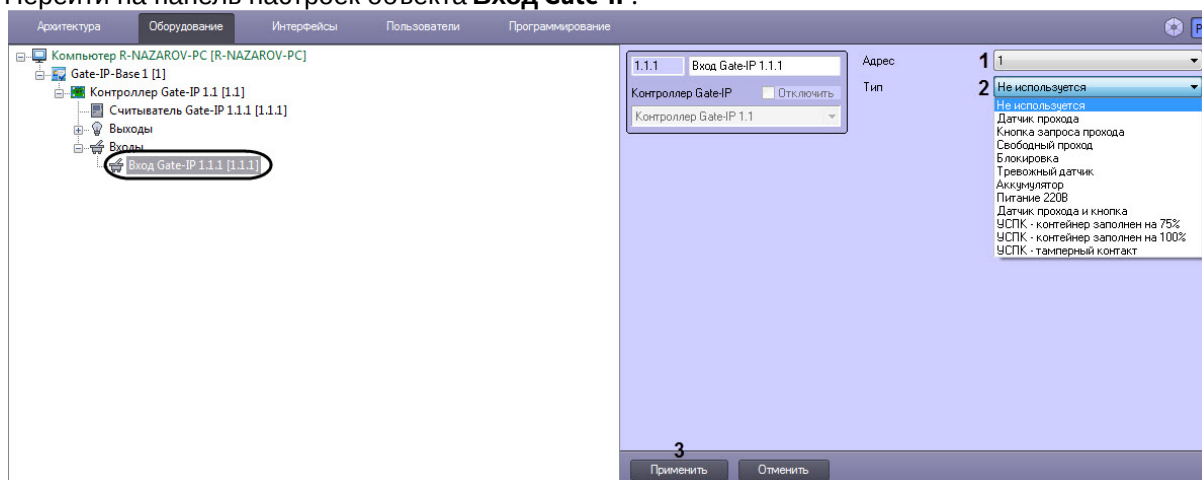 Перейти на панель настроек объекта Вход Gate-IP.
Архитектура Оборудование Интерфейсы Пользователи Программирование
Компьютер R-NAZAROV-PC [R-NAZAROV-PC]
Gate-IP-Base 1 [1]
Контроллер Gate-IP 1.1 [1.1]
Считыватель Gate-IP 1.1.1 [1.1.1]
Выходы
Входы
Вход Gate-IP 1.1.1 [1.1.1]
1.1.1 Вход Gate-IP 1.1.1
Контроллер Gate-IP Отключить
Контроллер Gate-IP 1.1
Адрес 1 1
Тип 2 Не используется
Не используется
Датчик прохода
Кнопка запроса прохода
Свободный проход
Блокировка
Тревожный датчик
Аккумулятор
Питание 220В
Датчик прохода и кнопка
УСПК - контейнер заполнен на 75%
УСПК - контейнер заполнен на 100%
УСПК - тамперный контакт
3
Применить Отменить